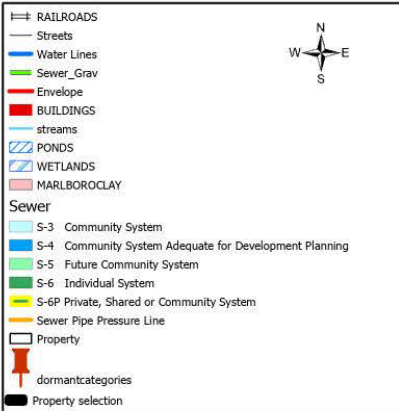 RAILROADS
N
Streets
Water Lines
W E
Sewer_Grav
S
Envelope
BUILDINGS
streams
PONDS
WETLANDS
MARLBOROCLAY
Sewer
S-3 Community System
S-4 Community System Adequate for Development Planning
S-5 Future Community System
S-6 Individual System
S-6P Private, Shared or Community System
Sewer Pipe Pressure Line
Property
dormantcategories
Property selection